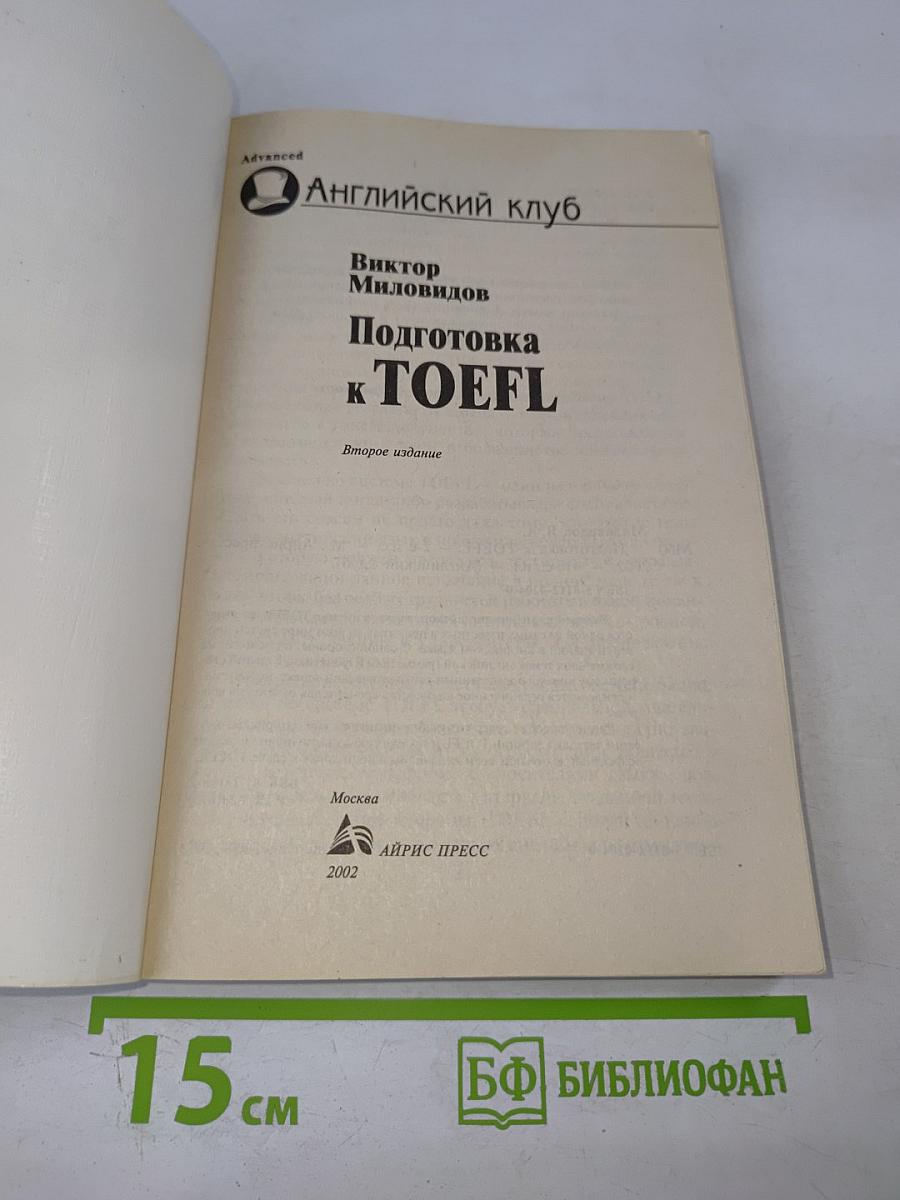 Advanced
Английский клуб
Виктор
Миловидов
Подготовка
к TOEFL
Второе издание
Москва
АЙРИС ПРЕСС
2002
15 см
БФ БИБЛИОФАН